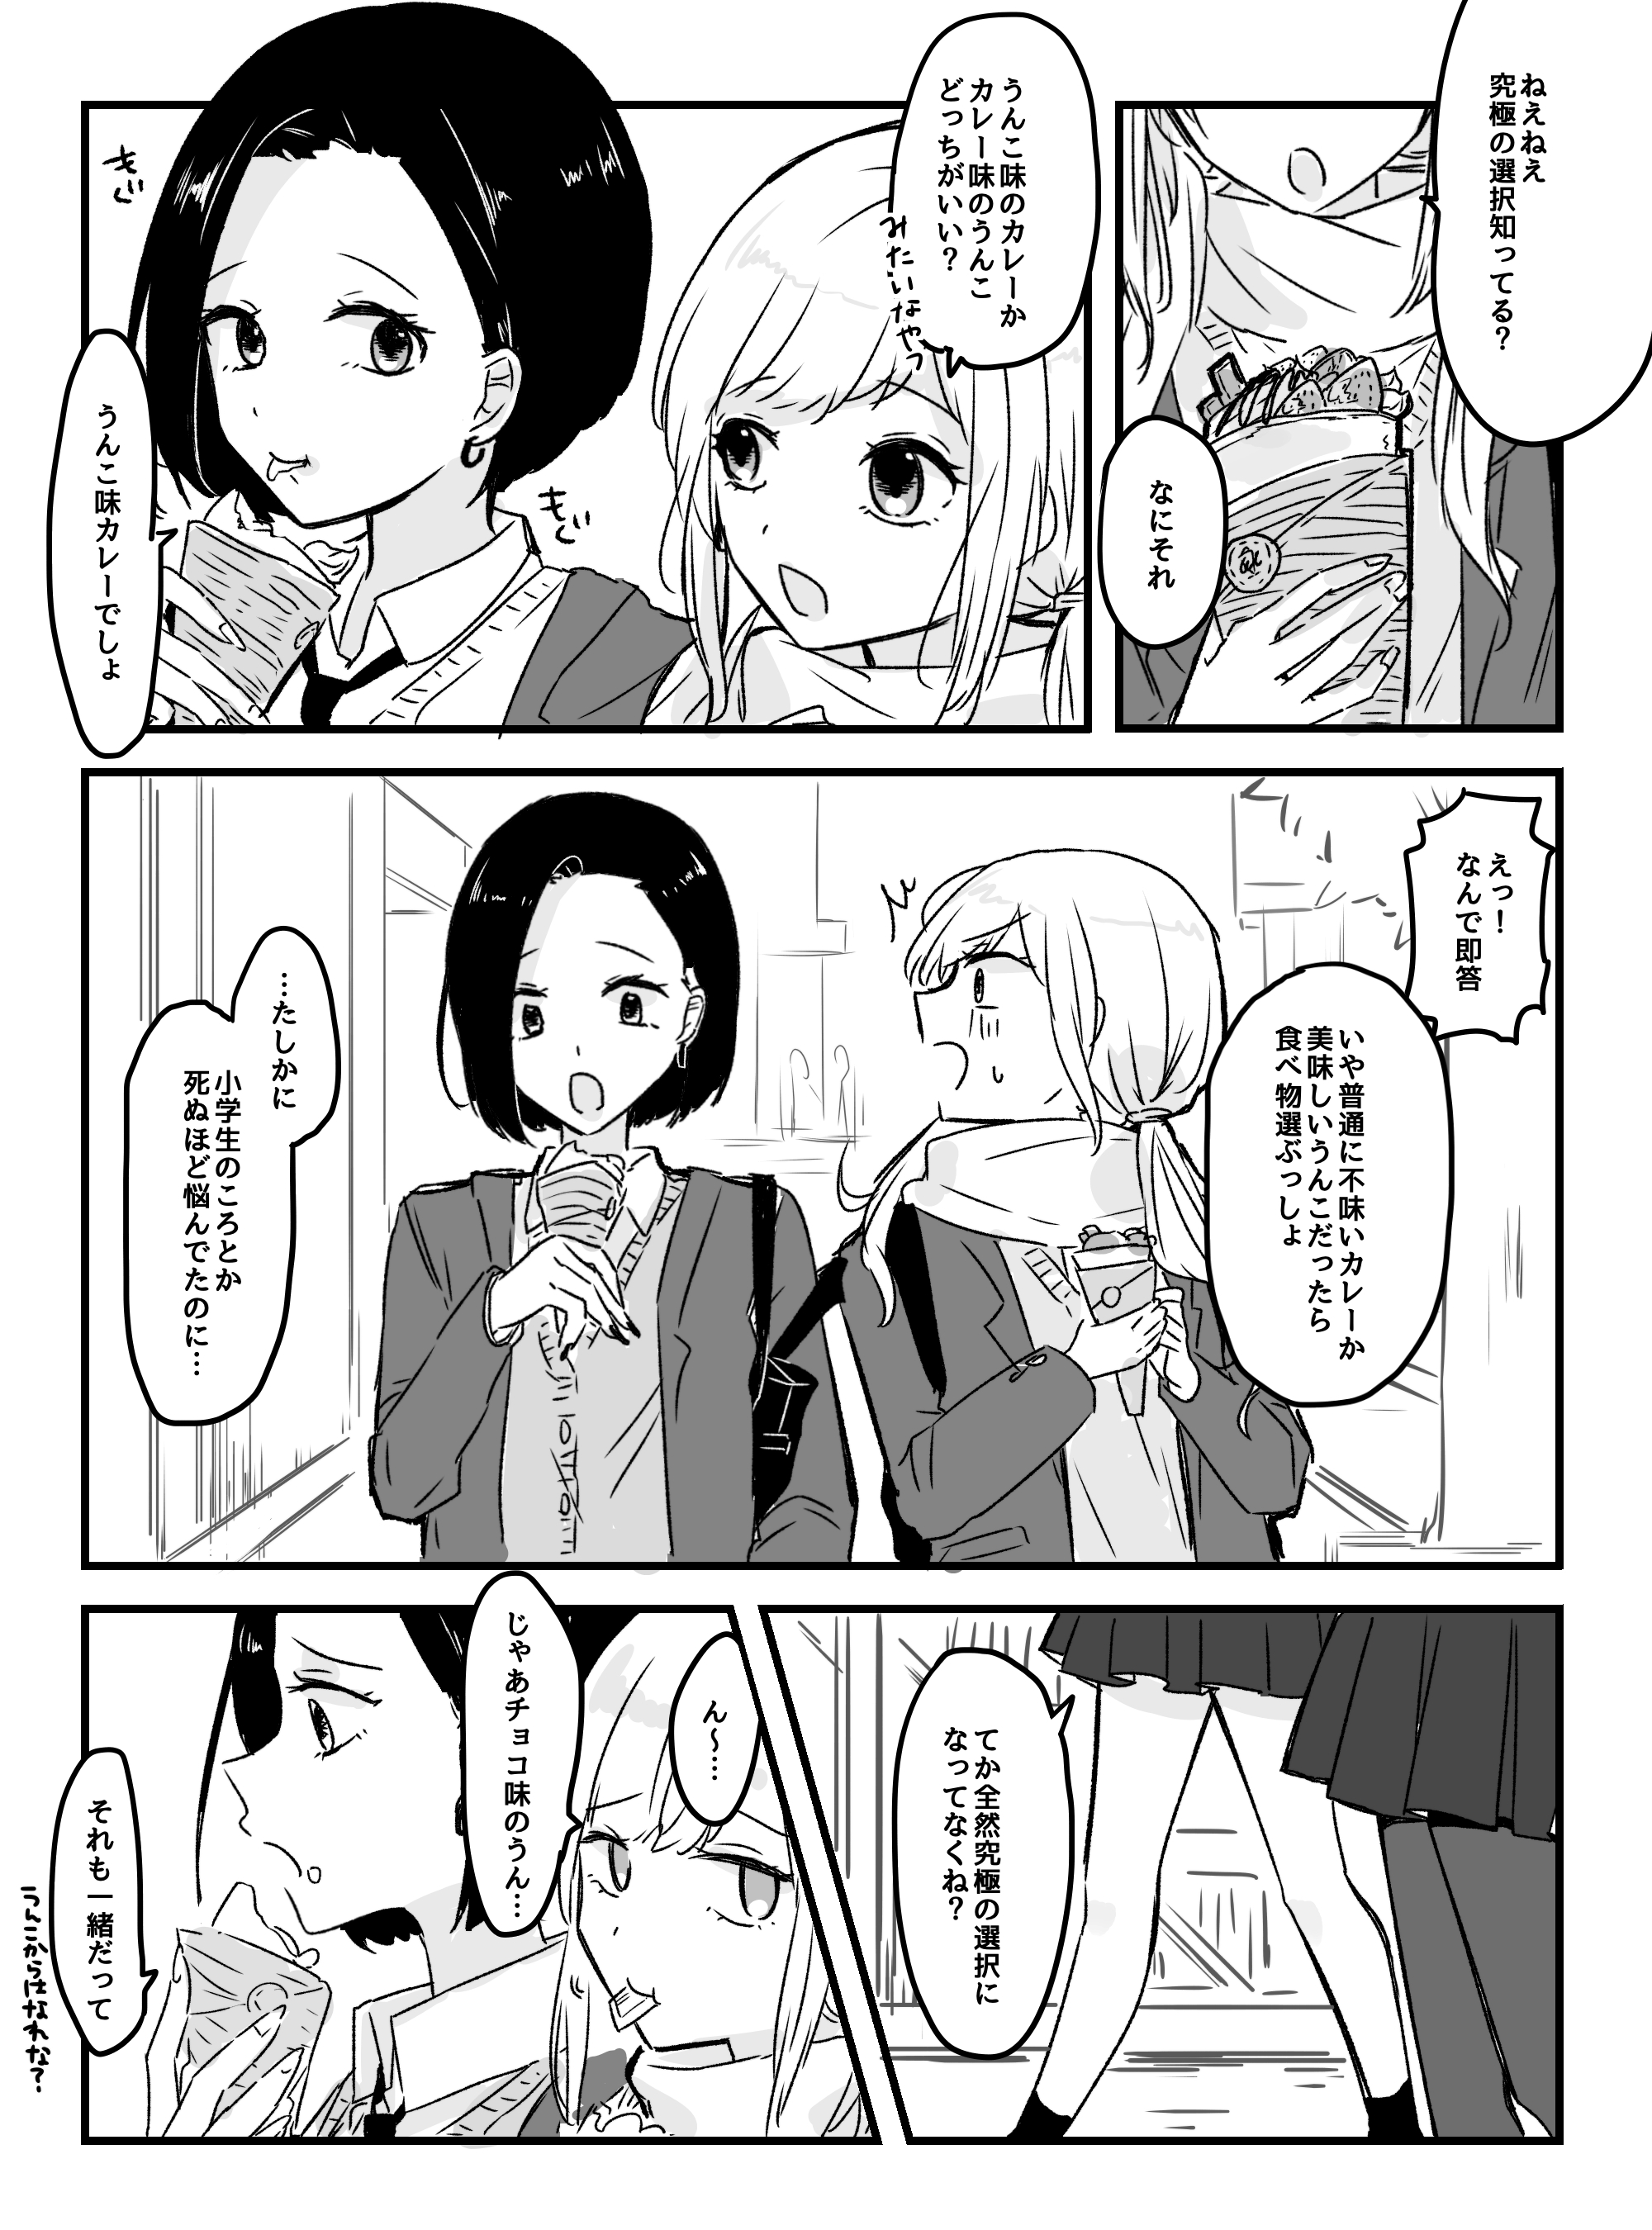 ねえねえ
究極の選択知ってる？
なにそれ
うんこ味のカレーか
カレー味のうんこ
どっちがいい？
みたいなやつ
もぐ
もぐ
うんこ味カレーでしょ
えっ！
なんで即答
いや普通に不味いカレーか
美味しいうんこだったら
食べ物選ぶっしょ
…たしかに
小学生のころとか
死ぬほど悩んでたのに…
てか全然究極の選択に
なってなくね？
ん～…
じゃあチョコ味のうん…
それも一緒だって
うんこからはなれな？